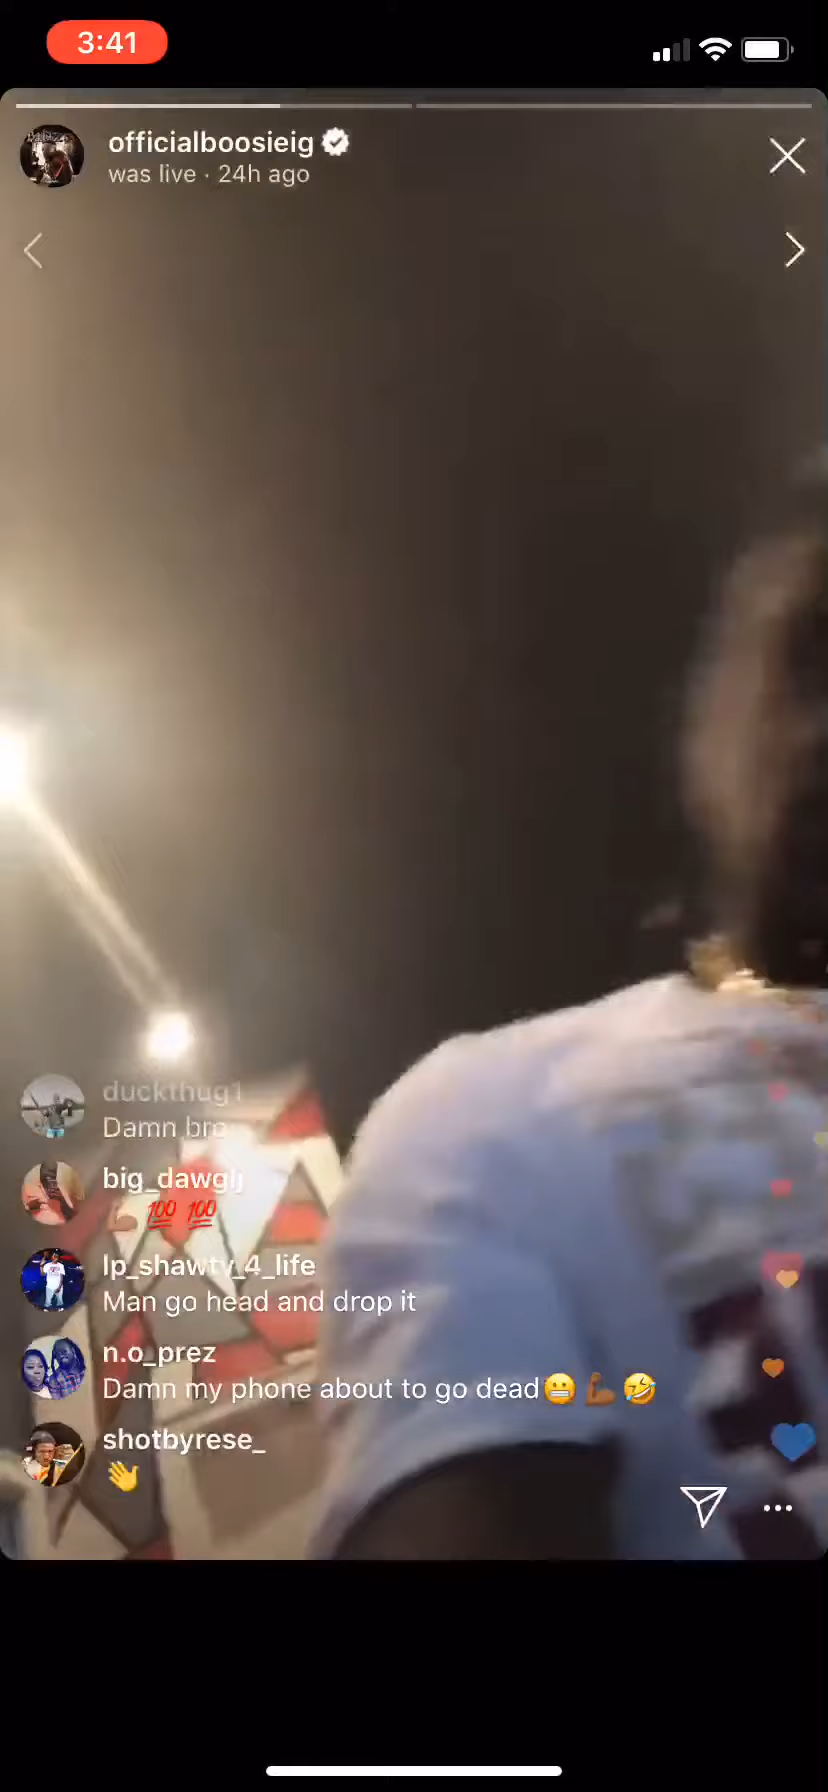 3:41
officialboosieig
was live · 24h ago
duckthug1
Damn bro
big_dawglj
💪🏾 💯 💯
lp_shawty_4_life
Man go head and drop it
n.o_prez
Damn my phone about to go dead😬💪🏾🤣
shotbyrese_
👋